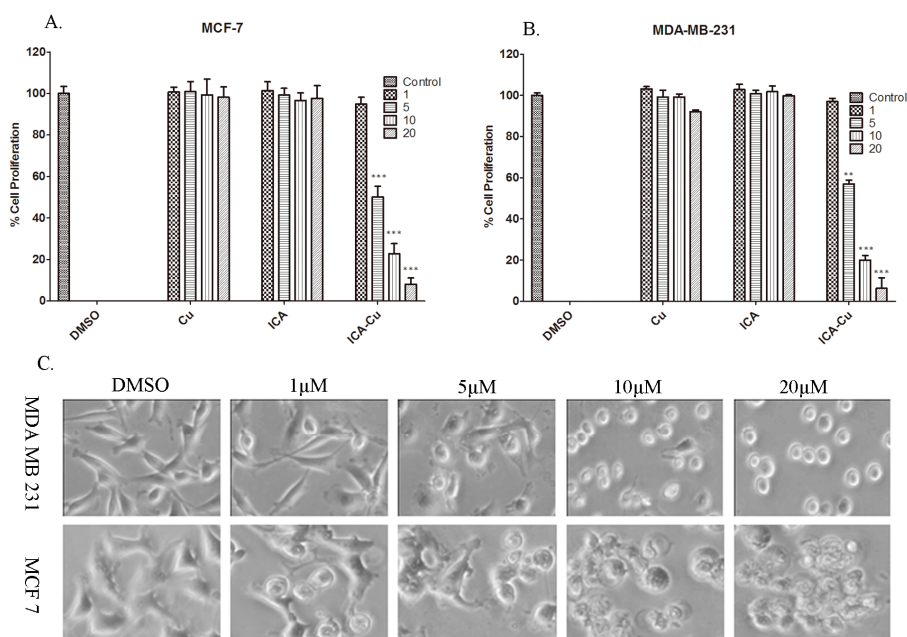 A.
MCF-7
120
100
80
60
40
20
0
% Cell Proliferation
Control
1
5
10
20
***
***
***
DMSO
Cu
ICA
ICA-Cu
B.
MDA-MB-231
120
100
80
60
40
20
0
% Cell Proliferation
Control
1
5
10
20
**
***
***
DMSO
Cu
ICA
ICA-Cu
C.
DMSO 1μM 5μM 10μM 20μM
MDA MB 231
MCF 7